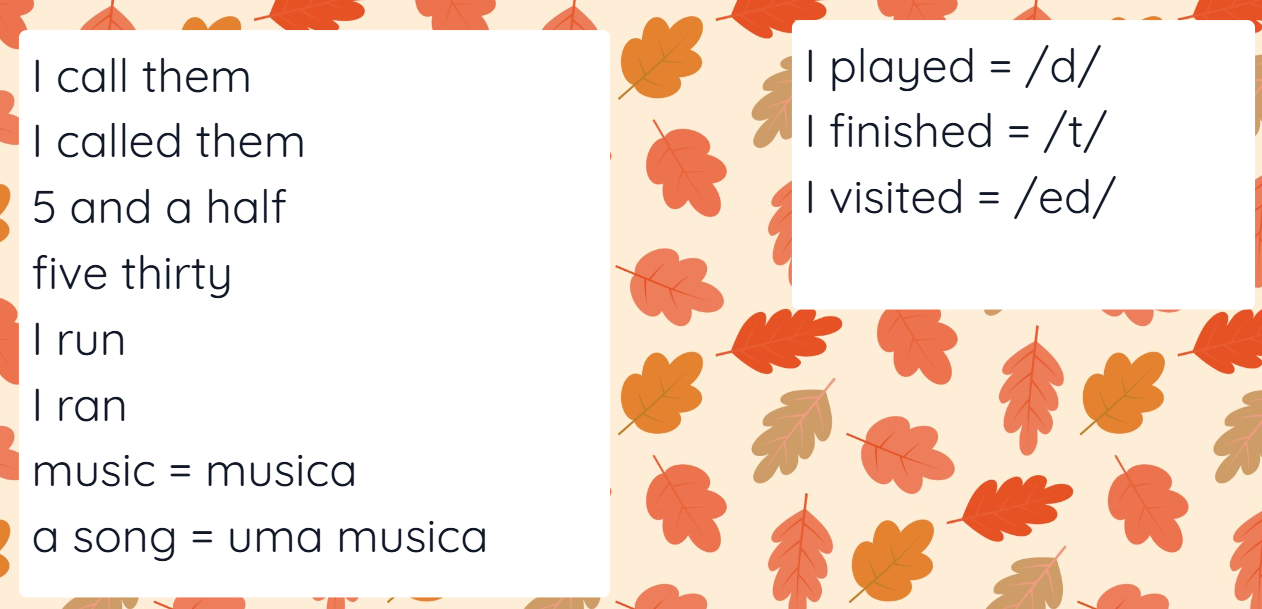 I call them
I called them
5 and a half
five thirty
I run
I ran
music = musica
a song = uma musica
I played = /d/
I finished = /t/
I visited = /ed/